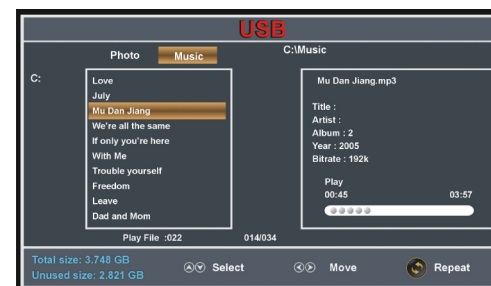 USB
Photo Music C:\Music
C:
Love
July
Mu Dan Jiang
We're all the same
If only you're here
With Me
Trouble yourself
Freedom
Leave
Dad and Mom
Mu Dan Jiang.mp3
Title :
Artist :
Album : 2
Year : 2005
Bitrate : 192k
Play
00:45 03:57
Play File :022 014/034
Total size: 3.748 GB
Unused size: 2.821 GB
Select Move Repeat